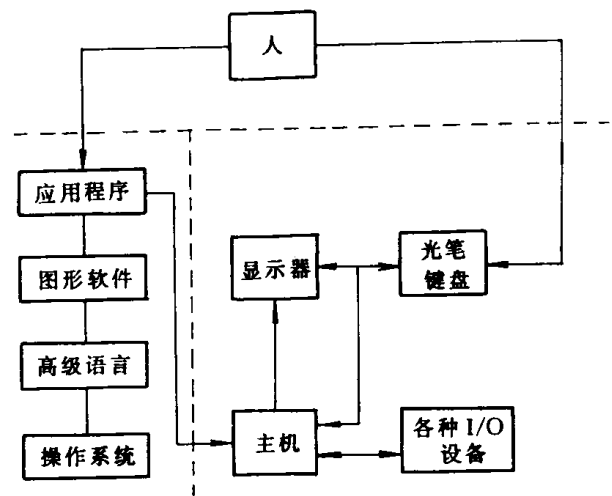 人
应用程序
图形软件
高级语言
操作系统
显示器
光笔
键盘
主机
各种 I/O
设备